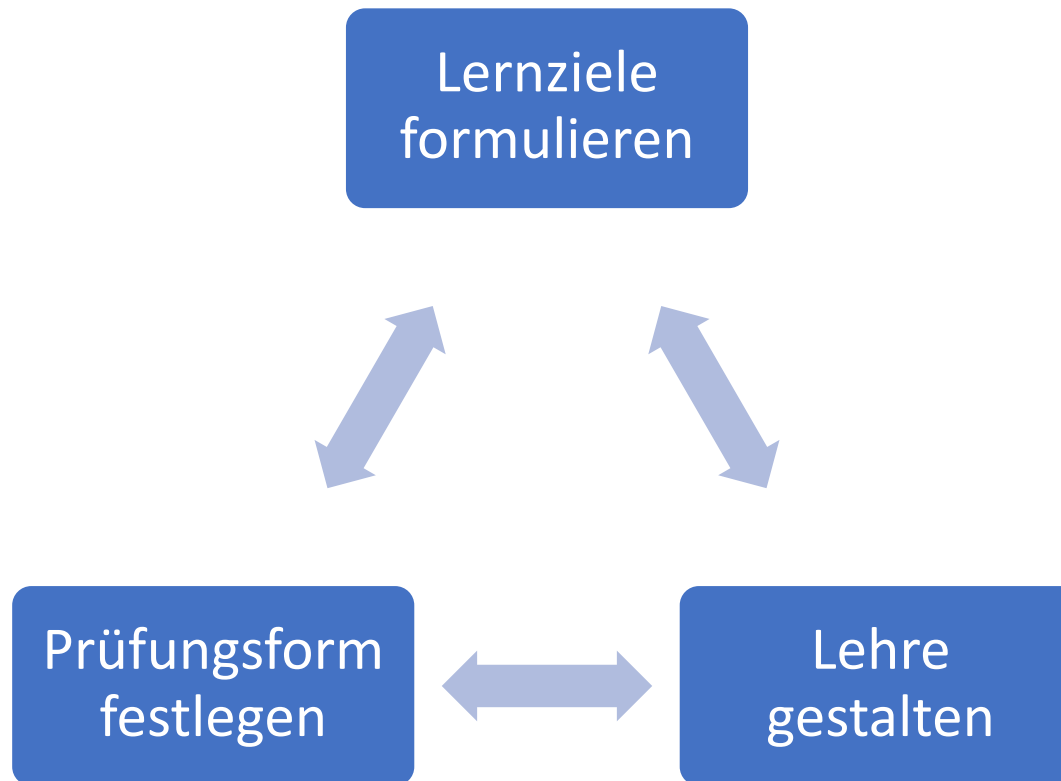 Lernziele
formulieren
Prüfungsform
festlegen
Lehre
gestalten